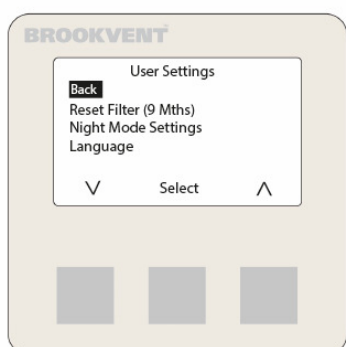 BROOKVENT
User Settings
Back
Reset Filter (9 Mths)
Night Mode Settings
Language
Select